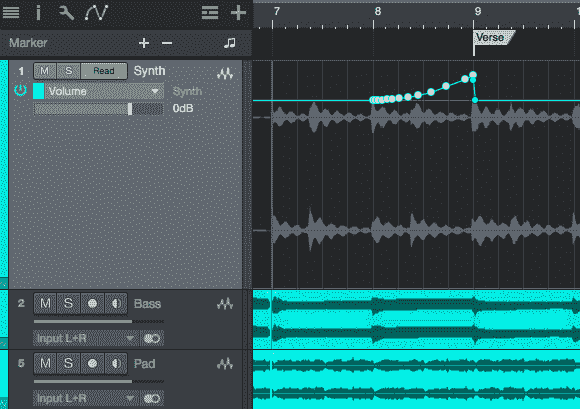 7 8 9
Marker
Verse
1 M S Read Synth
Volume Synth
0dB
2 M S Bass
Input L+R
5 M S Pad
Input L+R